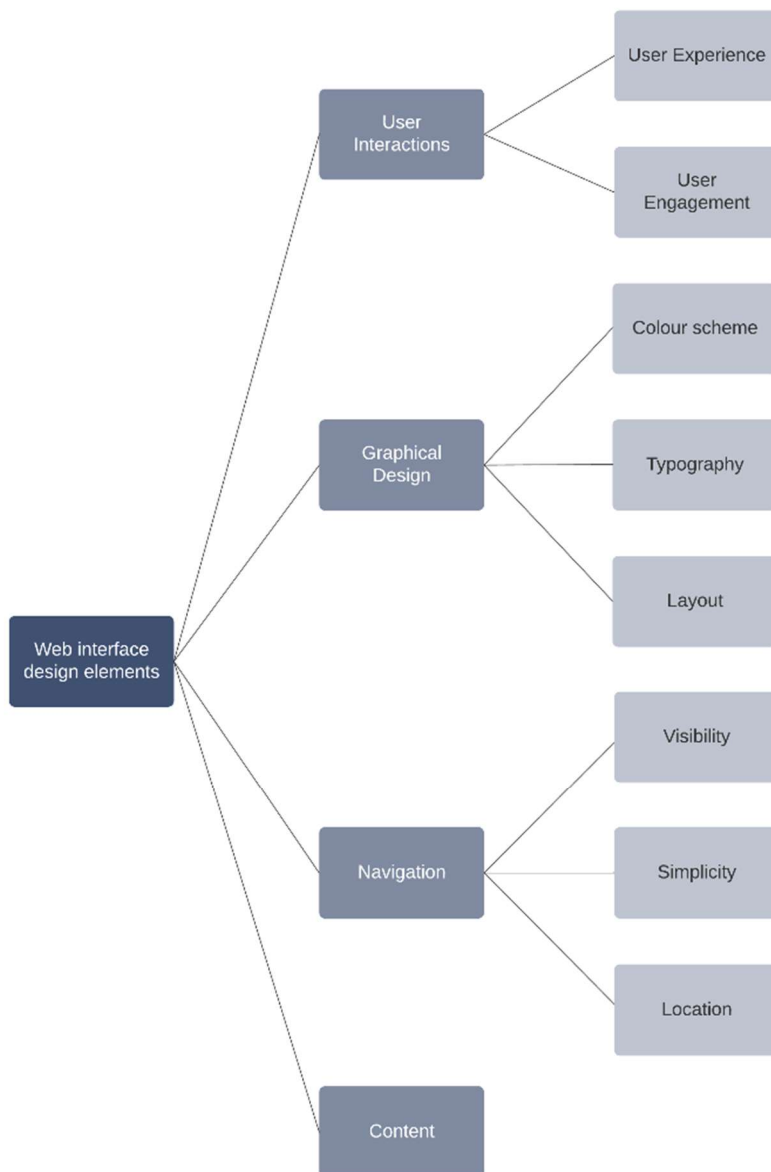 User Experience
User
Interactions
User
Engagement
Colour scheme
Graphical
Design
Typography
Layout
Web interface
design elements
Visibility
Navigation
Simplicity
Location
Content